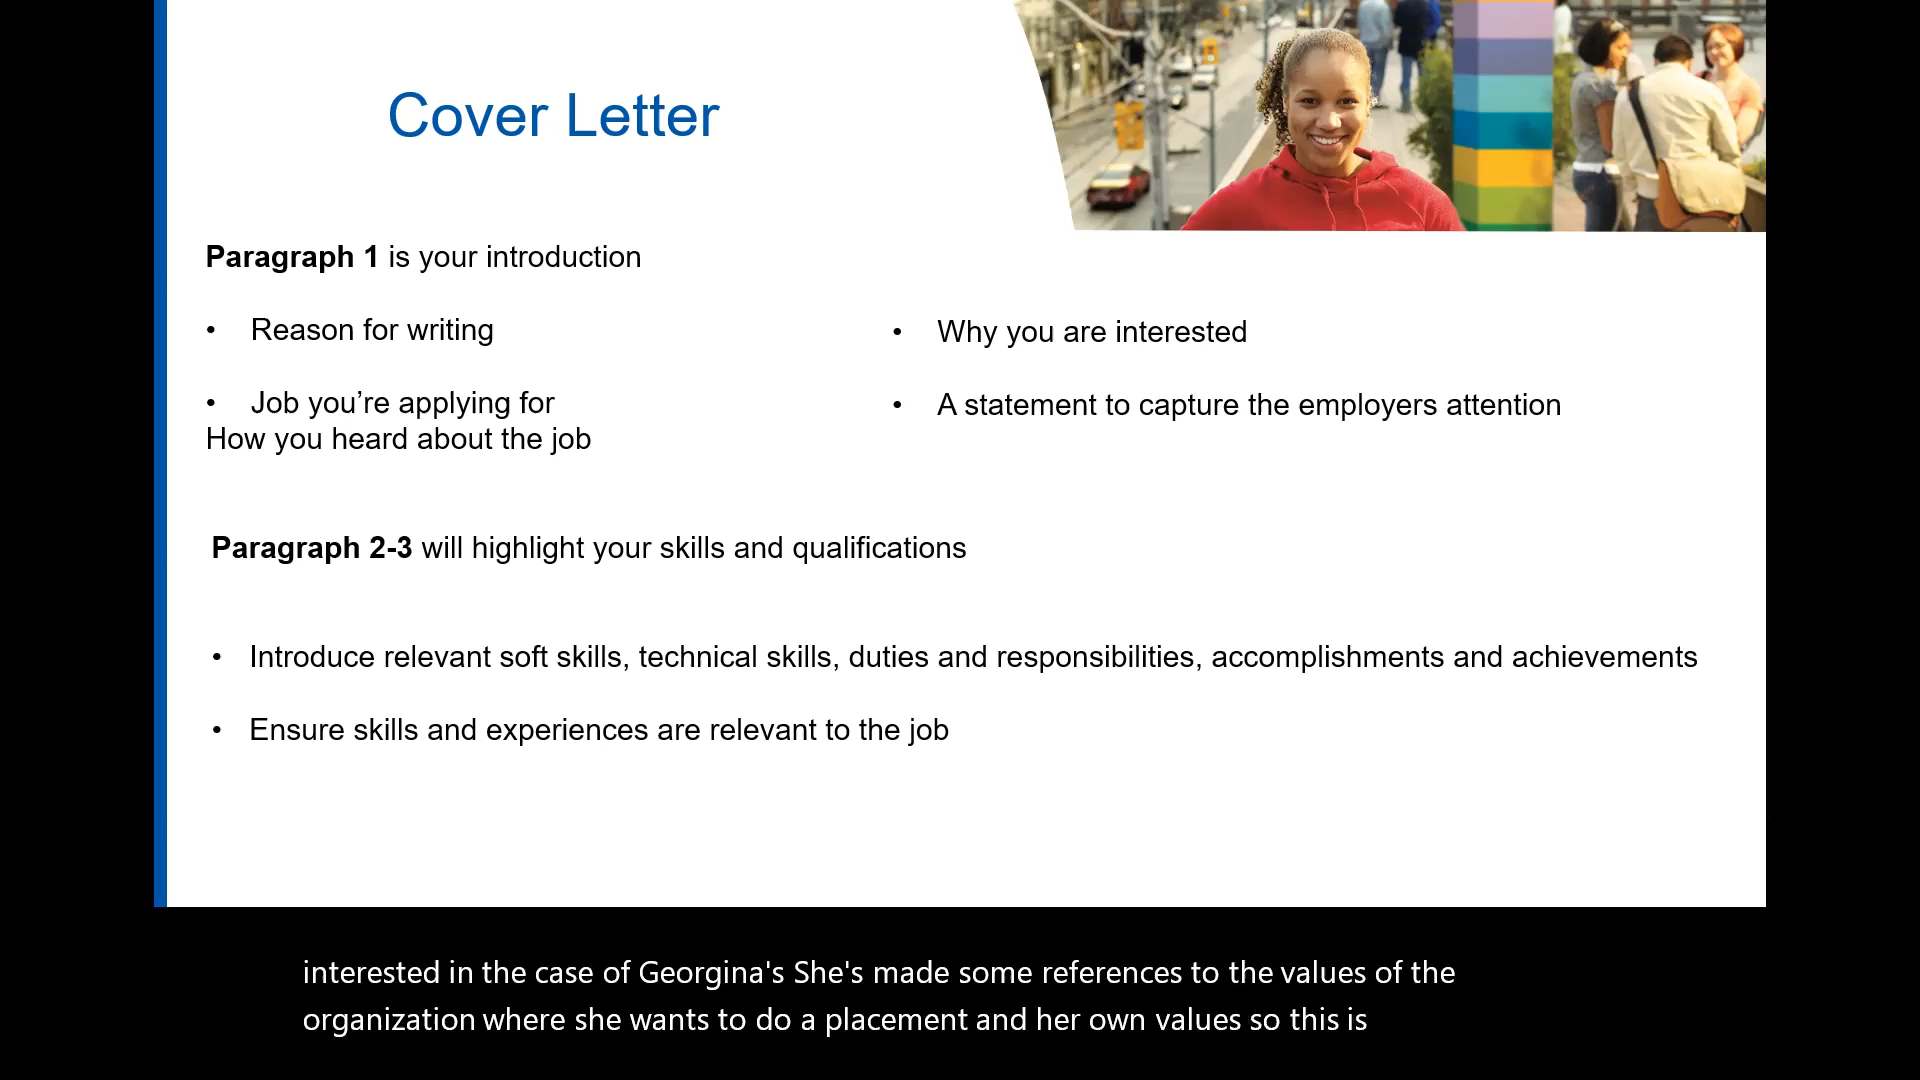 Cover Letter
Paragraph 1 is your introduction
• Reason for writing
• Job you’re applying for
How you heard about the job
• Why you are interested
• A statement to capture the employers attention
Paragraph 2-3 will highlight your skills and qualifications
• Introduce relevant soft skills, technical skills, duties and responsibilities, accomplishments and achievements
• Ensure skills and experiences are relevant to the job
interested in the case of Georgina's She's made some references to the values of the
organization where she wants to do a placement and her own values so this is